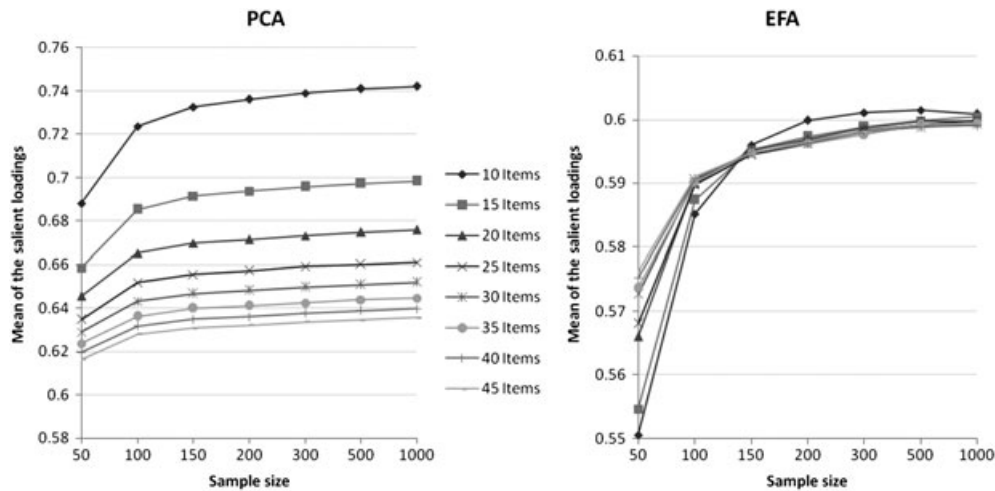 PCA
Mean of the salient loadings
0.76
0.74
0.72
0.7
0.68
0.66
0.64
0.62
0.6
0.58
50 100 150 200 300 500 1000
Sample size
10 Items
15 Items
20 Items
25 Items
30 Items
35 Items
40 Items
45 Items
EFA
Mean of the salient loadings
0.61
0.6
0.59
0.58
0.57
0.56
0.55
50 100 150 200 300 500 1000
Sample size